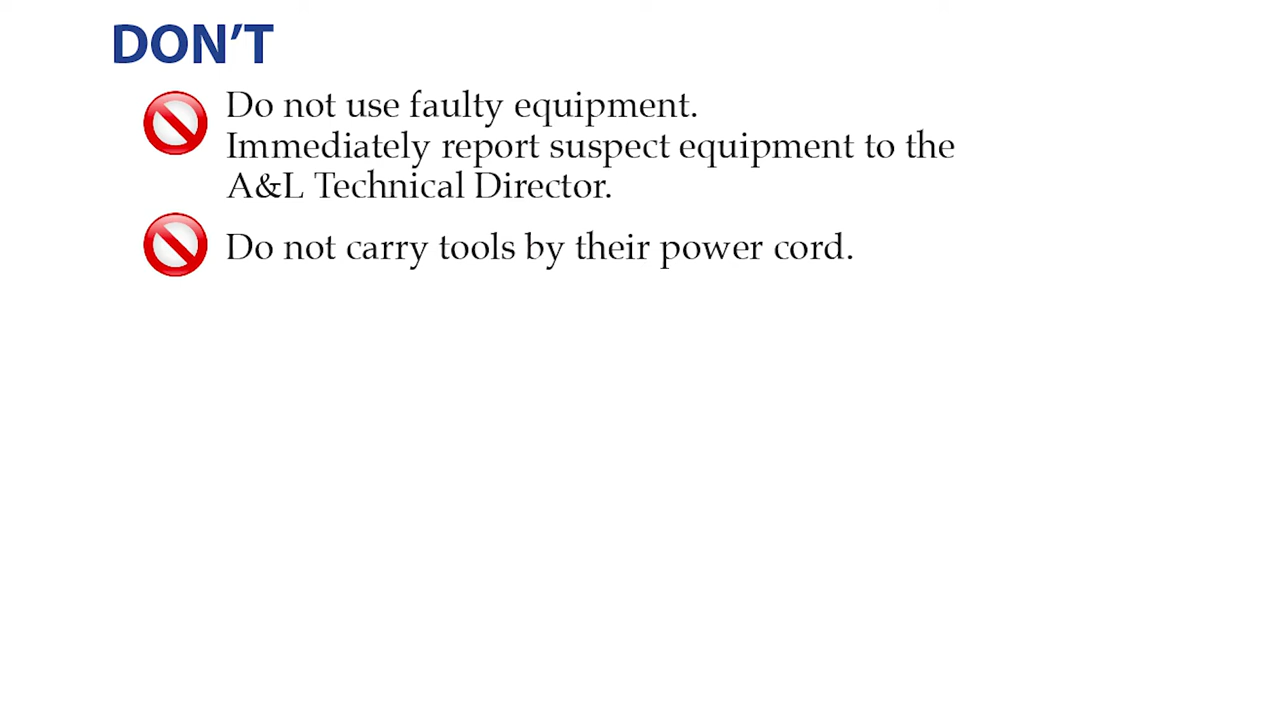 DON’T
Do not use faulty equipment.
Immediately report suspect equipment to the
A&L Technical Director.
Do not carry tools by their power cord.